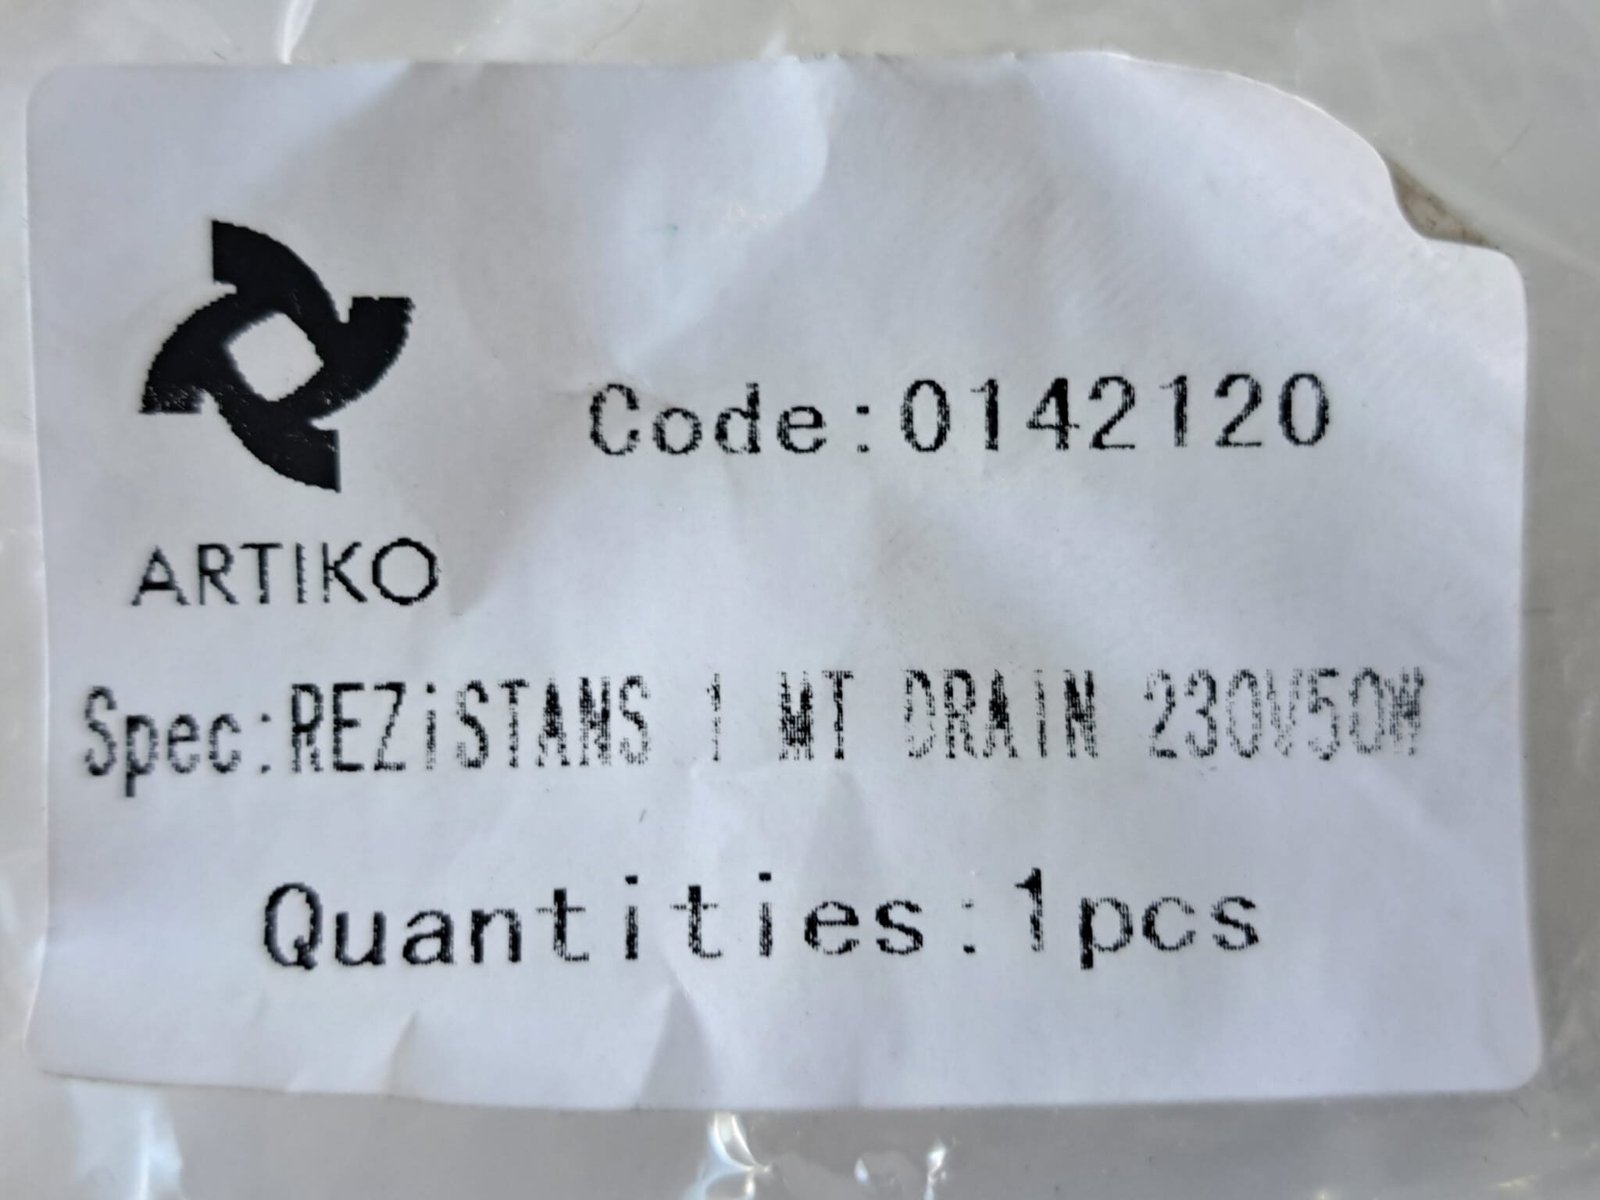 Code:0142120
ARTIKO
Spec:REZiSTANS 1 MT DRAiN 230V50W
Quantities:1pcs